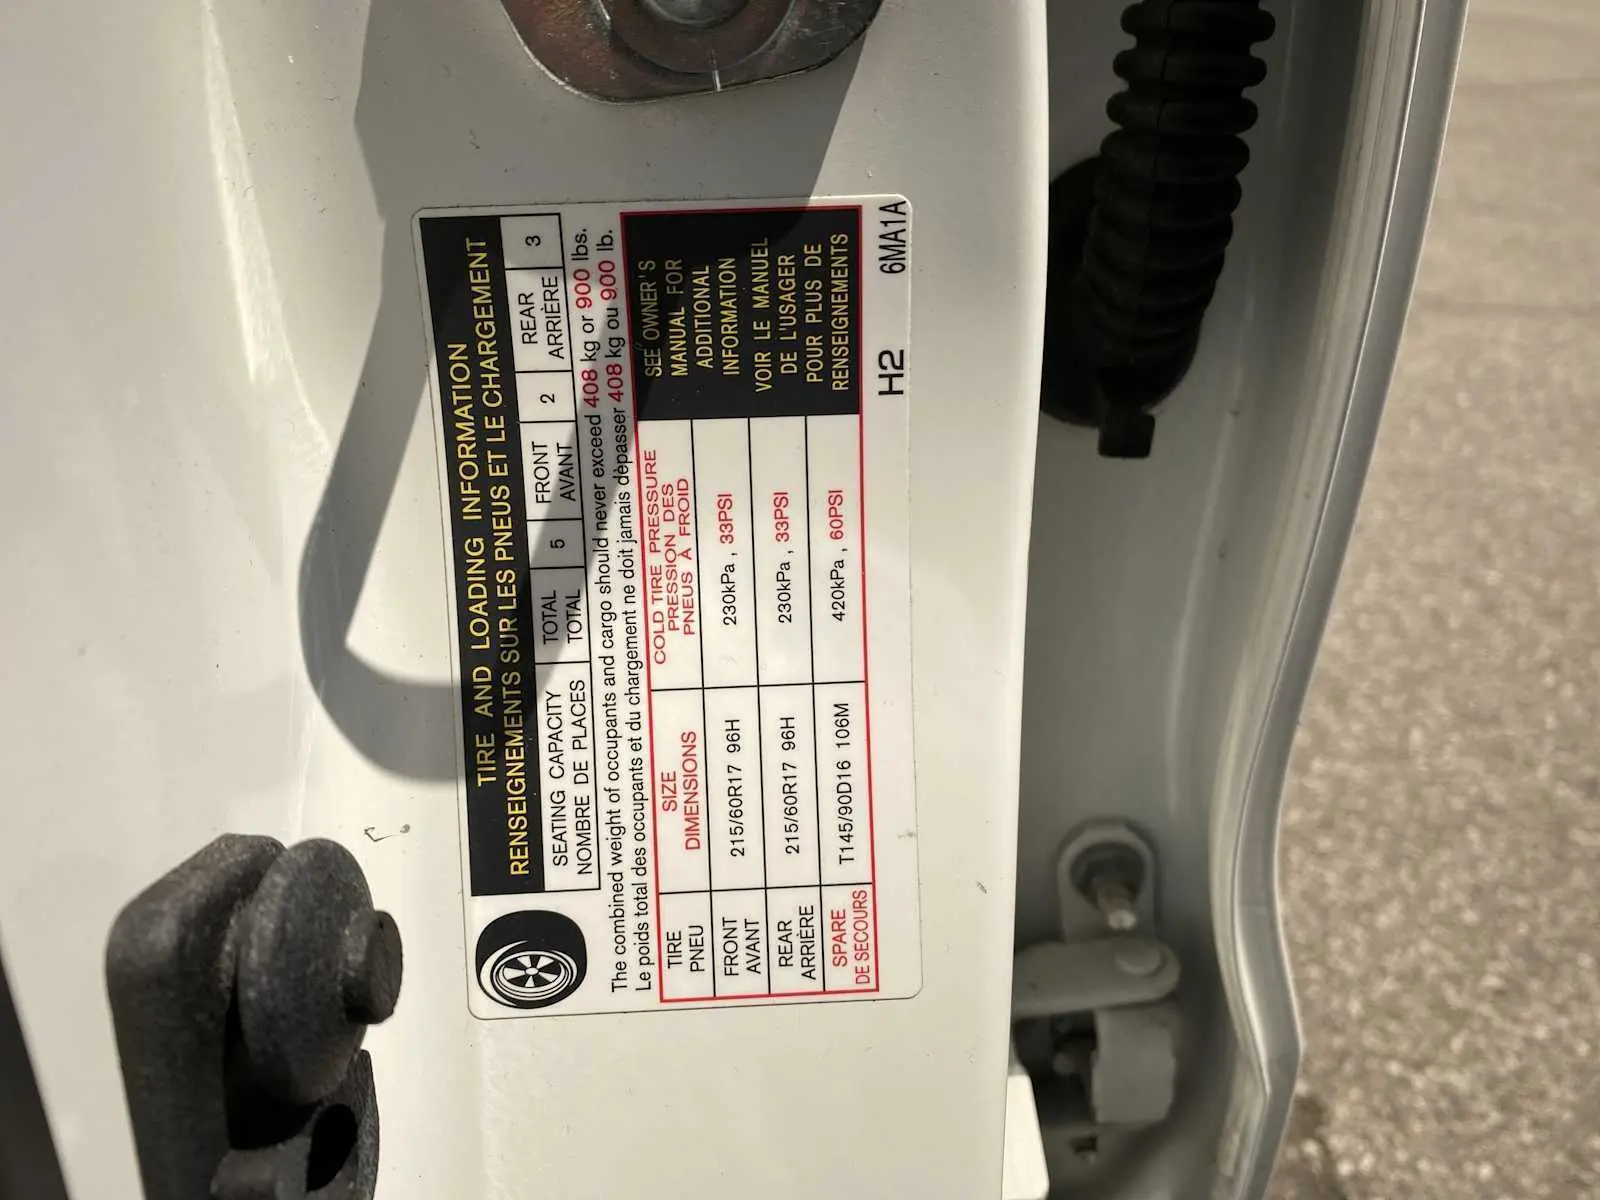 TIRE AND LOADING INFORMATION
RENSEIGNEMENTS SUR LES PNEUS ET LE CHARGEMENT
SEATING CAPACITY
NOMBRE DE PLACES
TOTAL
TOTAL
5
FRONT
AVANT
2
REAR
ARRIÈRE
3
The combined weight of occupants and cargo should never exceed 408 kg or 900 lbs.
Le poids total des occupants et du chargement ne doit jamais dèpasser 408 kg ou 900 lb.
TIRE
PNEU
SIZE
DIMENSIONS
COLD TIRE PRESSURE
PRESSION DES
PNEUS À FROID
FRONT
AVANT
215/60R17 96H
230kPa , 33PSI
REAR
ARRIÈRE
215/60R17 96H
230kPa , 33PSI
SPARE
DE SECOURS
T145/90D16 106M
420kPa , 60PSI
SEE OWNER'S
MANUAL FOR
ADDITIONAL
INFORMATION
VOIR LE MANUEL
DE L'USAGER
POUR PLUS DE
RENSEIGNEMENTS
H2 6MA1A